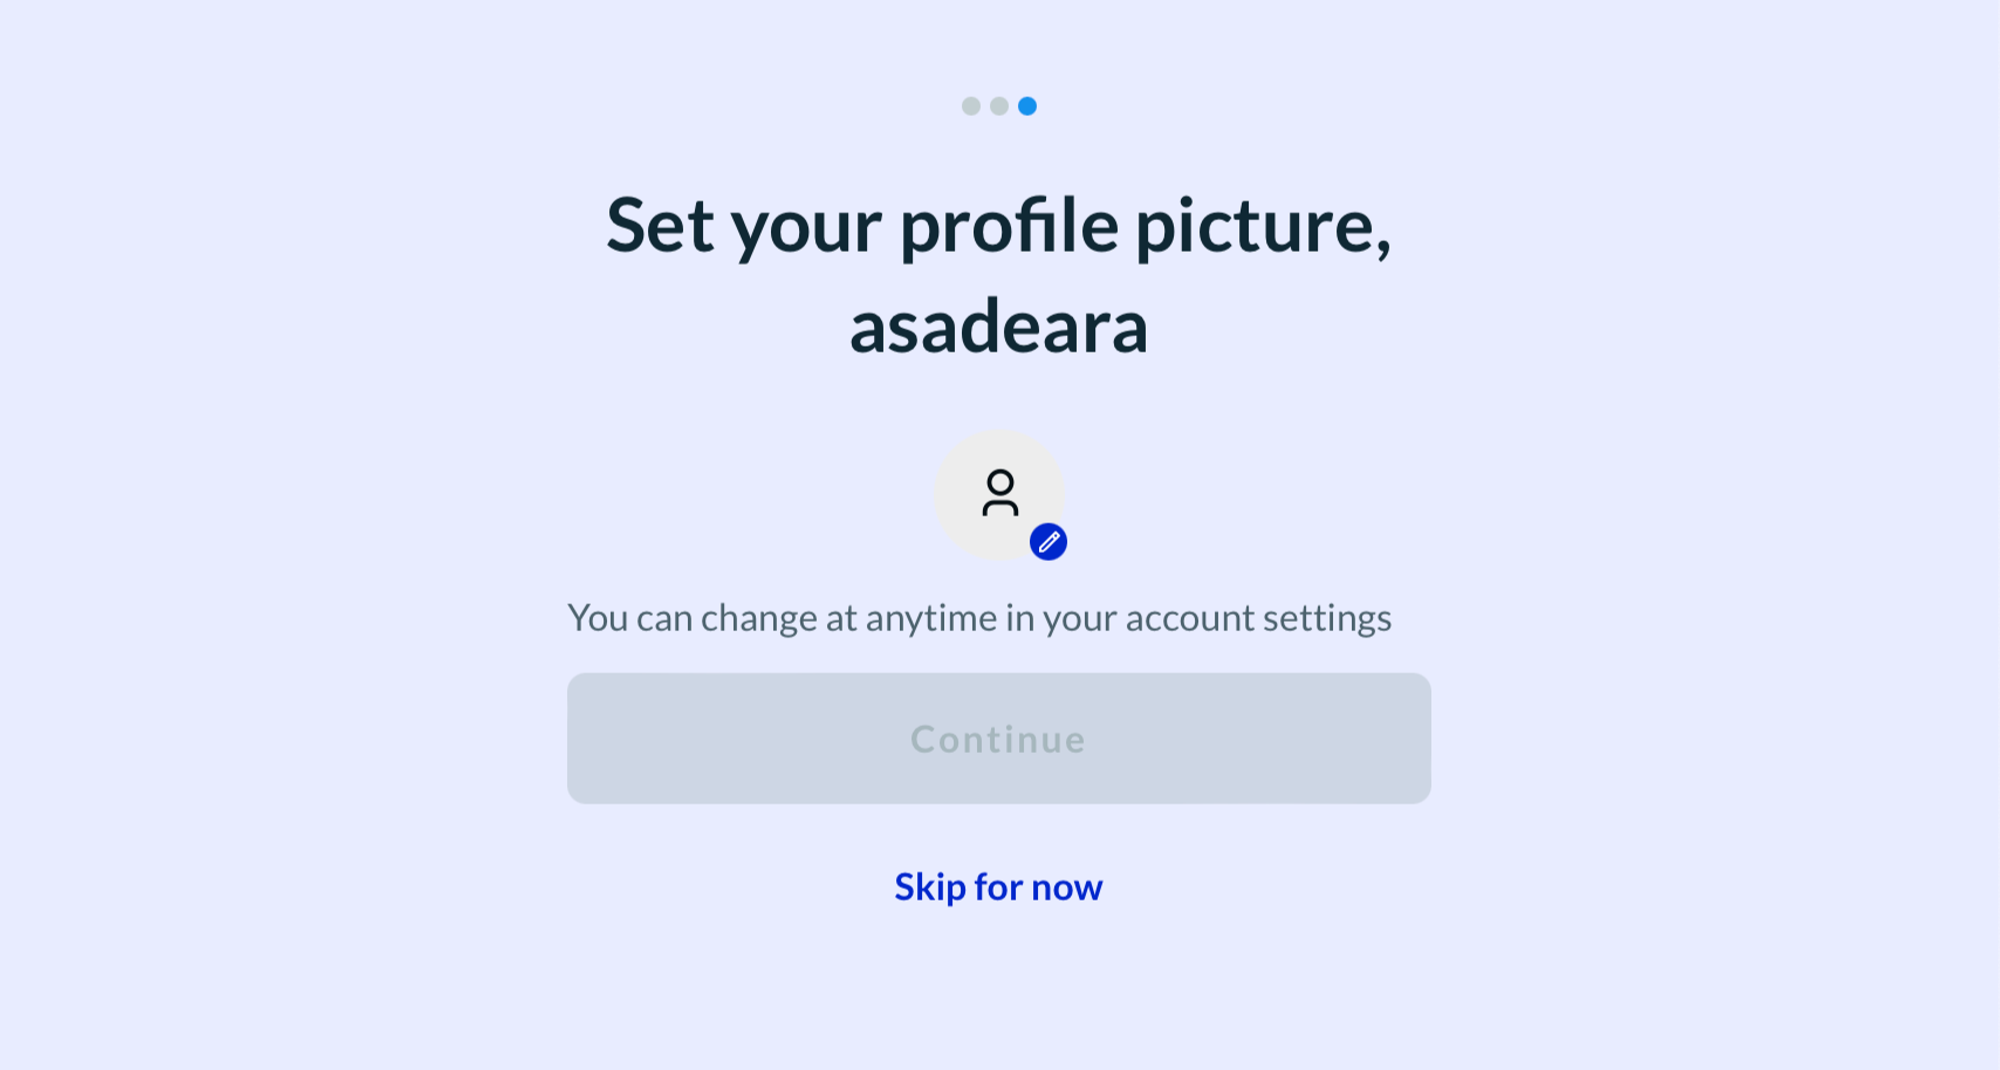 Set your profile picture,
asadeara
You can change at anytime in your account settings
Continue
Skip for now